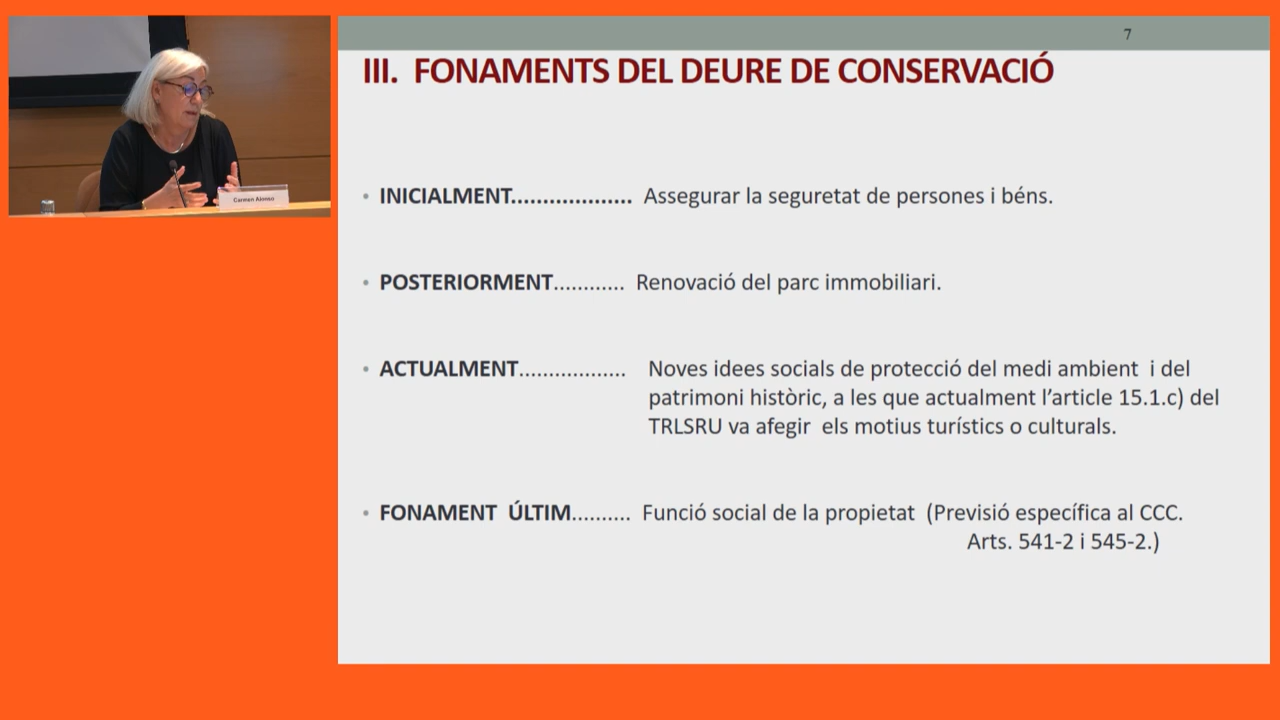 Carmen Alonso
7
III. FONAMENTS DEL DEURE DE CONSERVACIÓ
• INICIALMENT................... Assegurar la seguretat de persones i béns.
• POSTERIORMENT............ Renovació del parc immobiliari.
• ACTUALMENT.................. Noves idees socials de protecció del medi ambient i del
patrimoni històric, a les que actualment l'article 15.1.c) del
TRLSRU va afegir els motius turístics o culturals.
• FONAMENT ÚLTIM.......... Funció social de la propietat (Previsió específica al CCC.
Arts. 541-2 i 545-2.)